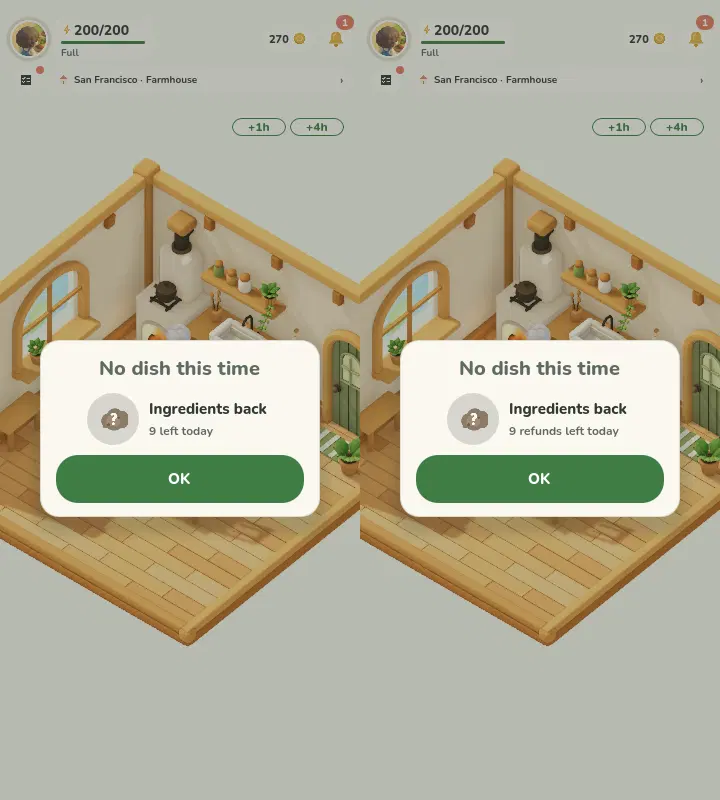 200/200
Full
270
1
San Francisco · Farmhouse
›
+1h
+4h
No dish this time
?
Ingredients back
9 left today
OK
200/200
Full
270
1
San Francisco · Farmhouse
›
+1h
+4h
No dish this time
?
Ingredients back
9 refunds left today
OK